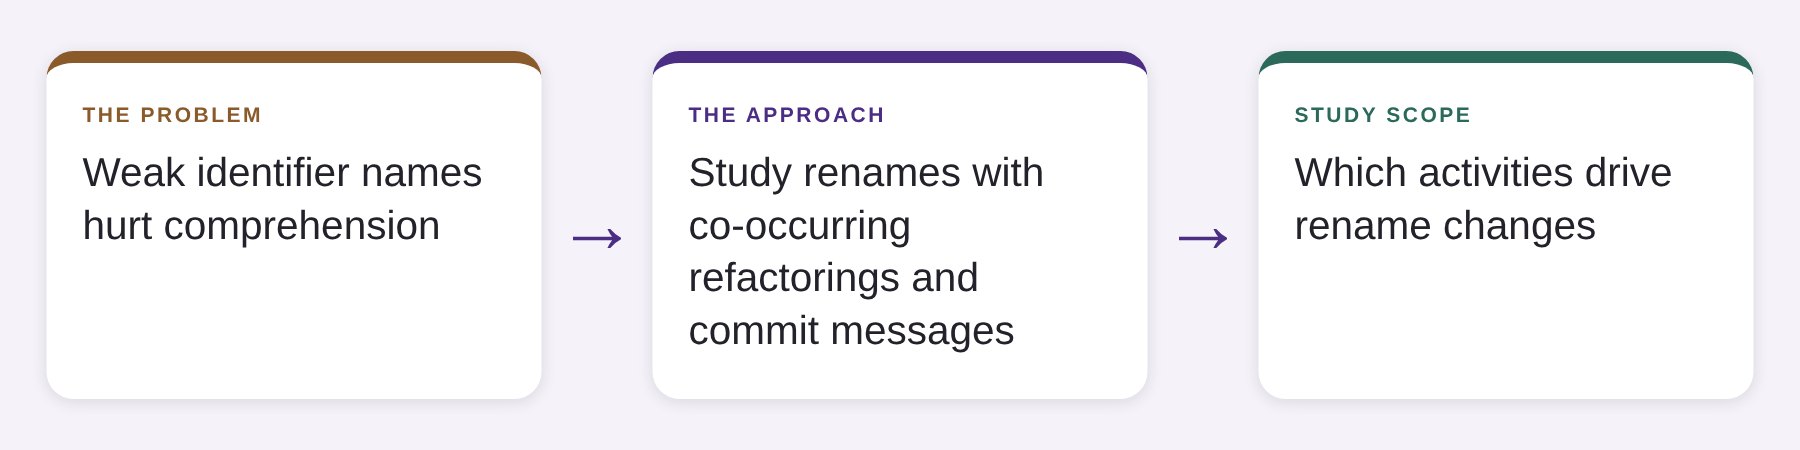 THE PROBLEM
Weak identifier names
hurt comprehension
→
THE APPROACH
Study renames with
co-occurring
refactorings and
commit messages
→
STUDY SCOPE
Which activities drive
rename changes